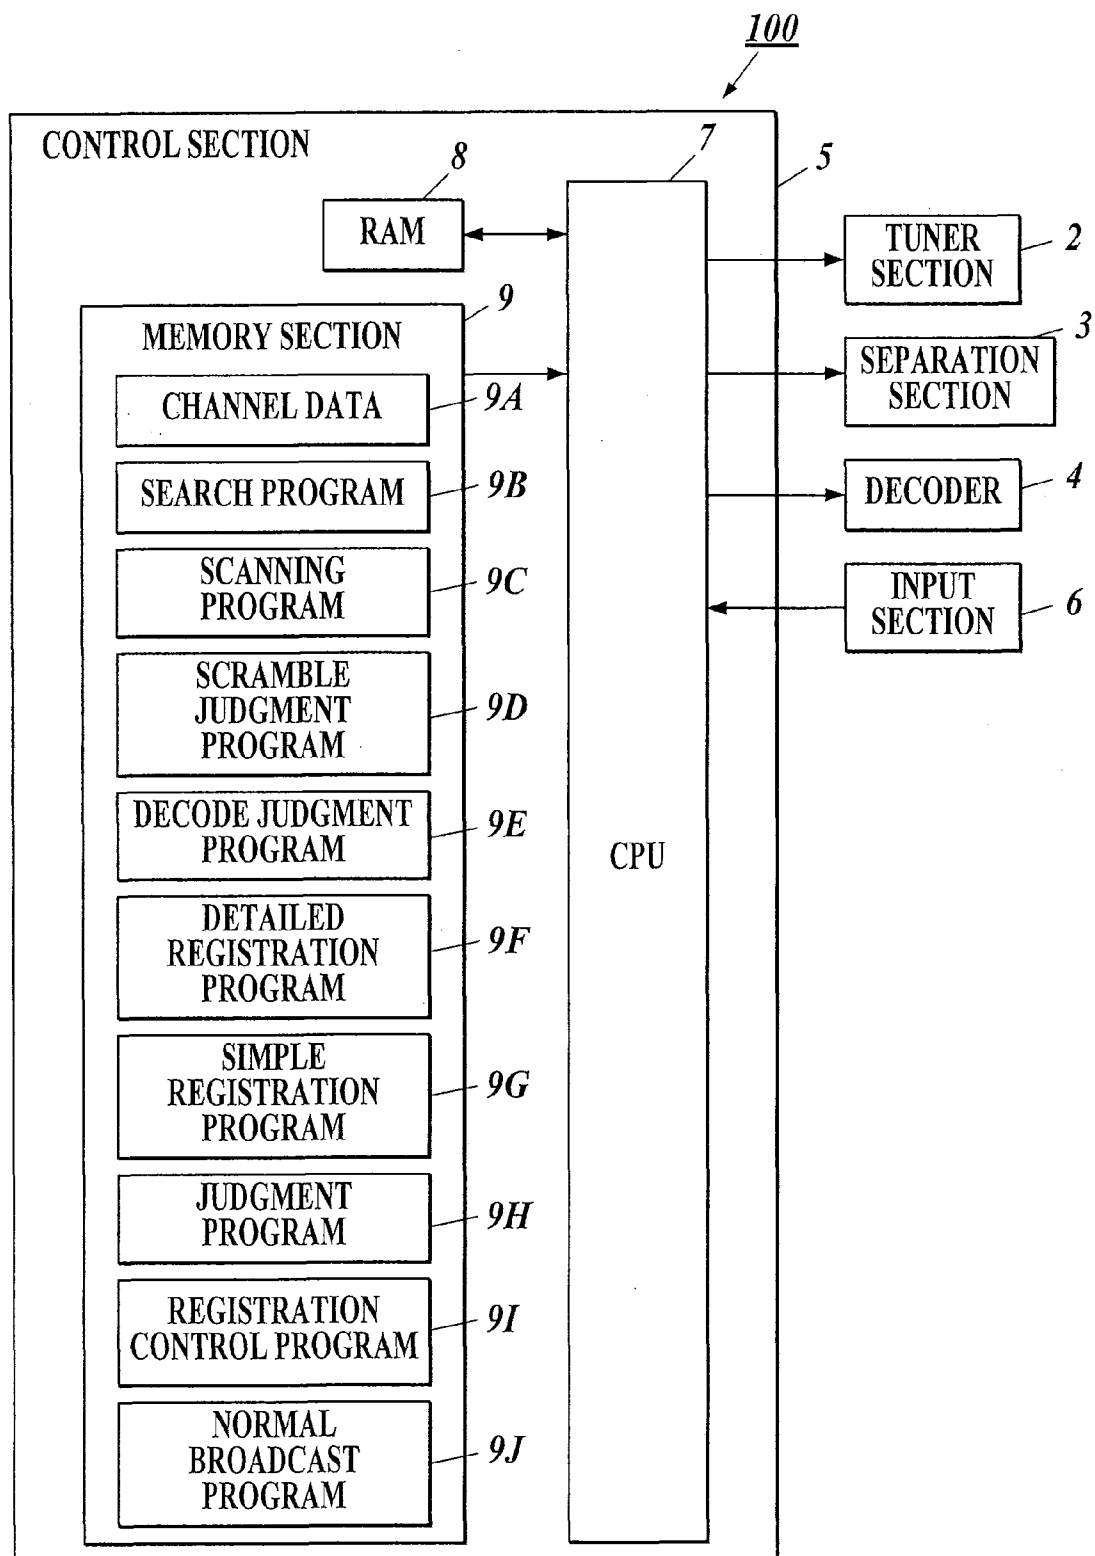 100
CONTROL SECTION
5
7
8
RAM
TUNER
SECTION
2
9
MEMORY SECTION
3
SEPARATION
SECTION
CHANNEL DATA
9A
SEARCH PROGRAM
9B
DECODER
4
SCANNING
PROGRAM
9C
INPUT
SECTION
6
SCRAMBLE
JUDGMENT
PROGRAM
9D
DECODE JUDGMENT
PROGRAM
9E
CPU
DETAILED
REGISTRATION
PROGRAM
9F
SIMPLE
REGISTRATION
PROGRAM
9G
JUDGMENT
PROGRAM
9H
REGISTRATION
CONTROL PROGRAM
9I
NORMAL
BROADCAST
PROGRAM
9J